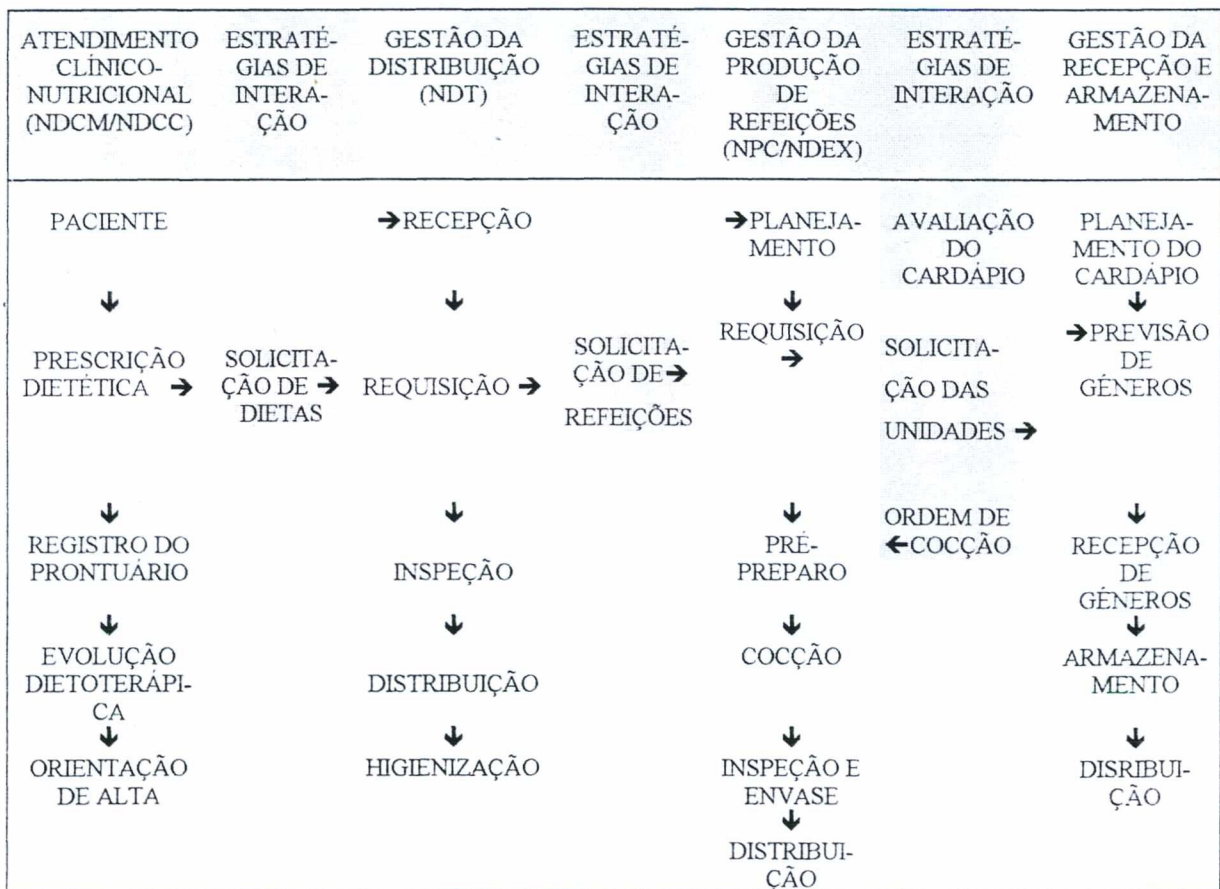 ATENDIMENTO
CLÍNICO-
NUTRICIONAL
(NDCM/NDCC)
ESTRATÉ-
GIAS DE
INTERA-
ÇÃO
GESTÃO DA
DISTRIBUIÇÃO
(NDT)
ESTRATÉ-
GIAS DE
INTERA-
ÇÃO
GESTÃO DA
PRODUÇÃO
DE
REFEIÇÕES
(NPC/NDEX)
ESTRATÉ-
GIAS DE
INTERAÇÃO
GESTÃO DA
RECEPÇÃO E
ARMAZENA-
MENTO
PACIENTE
↓
PRESCRIÇÃO
DIETÉTICA →
↓
REGISTRO DO
PRONTUÁRIO
↓
EVOLUÇÃO
DIETOTERÁPI-
CA
↓
ORIENTAÇÃO
DE ALTA
SOLICITA-
ÇÃO DE →
DIETAS
→RECEPÇÃO
↓
REQUISIÇÃO →
↓
INSPEÇÃO
↓
DISTRIBUIÇÃO
↓
HIGIENIZAÇÃO
SOLICITA-
ÇÃO DE→
REFEIÇÕES
→PLANEJA-
MENTO
↓
REQUISIÇÃO
→
↓
PRÉ-
PREPARO
↓
COCÇÃO
↓
INSPEÇÃO E
ENVASE
↓
DISTRIBUI-
ÇÃO
AVALIAÇÃO
DO
CARDÁPIO
SOLICITA-
ÇÃO DAS
UNIDADES →
ORDEM DE
←COCÇÃO
PLANEJA-
MENTO DO
CARDÁPIO
↓
→PREVISÃO
DE
GÉNEROS
↓
RECEPÇÃO
DE
GÉNEROS
↓
ARMAZENA-
MENTO
↓
DISRIBUI-
ÇÃO